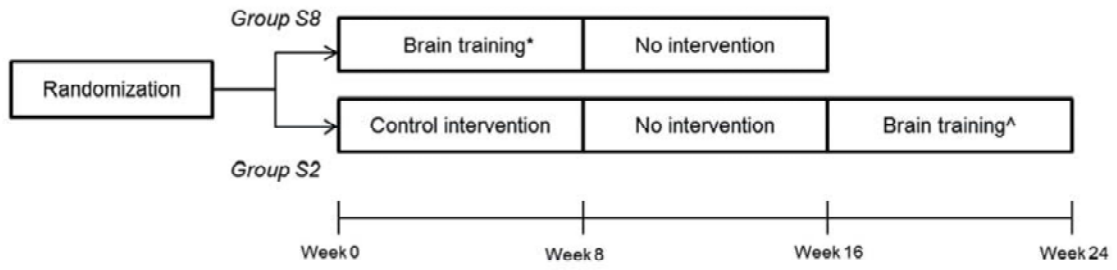 Group S8
Brain training* No intervention
Randomization
Control intervention No intervention Brain training^
Group S2
Week 0 Week 8 Week 16 Week 24